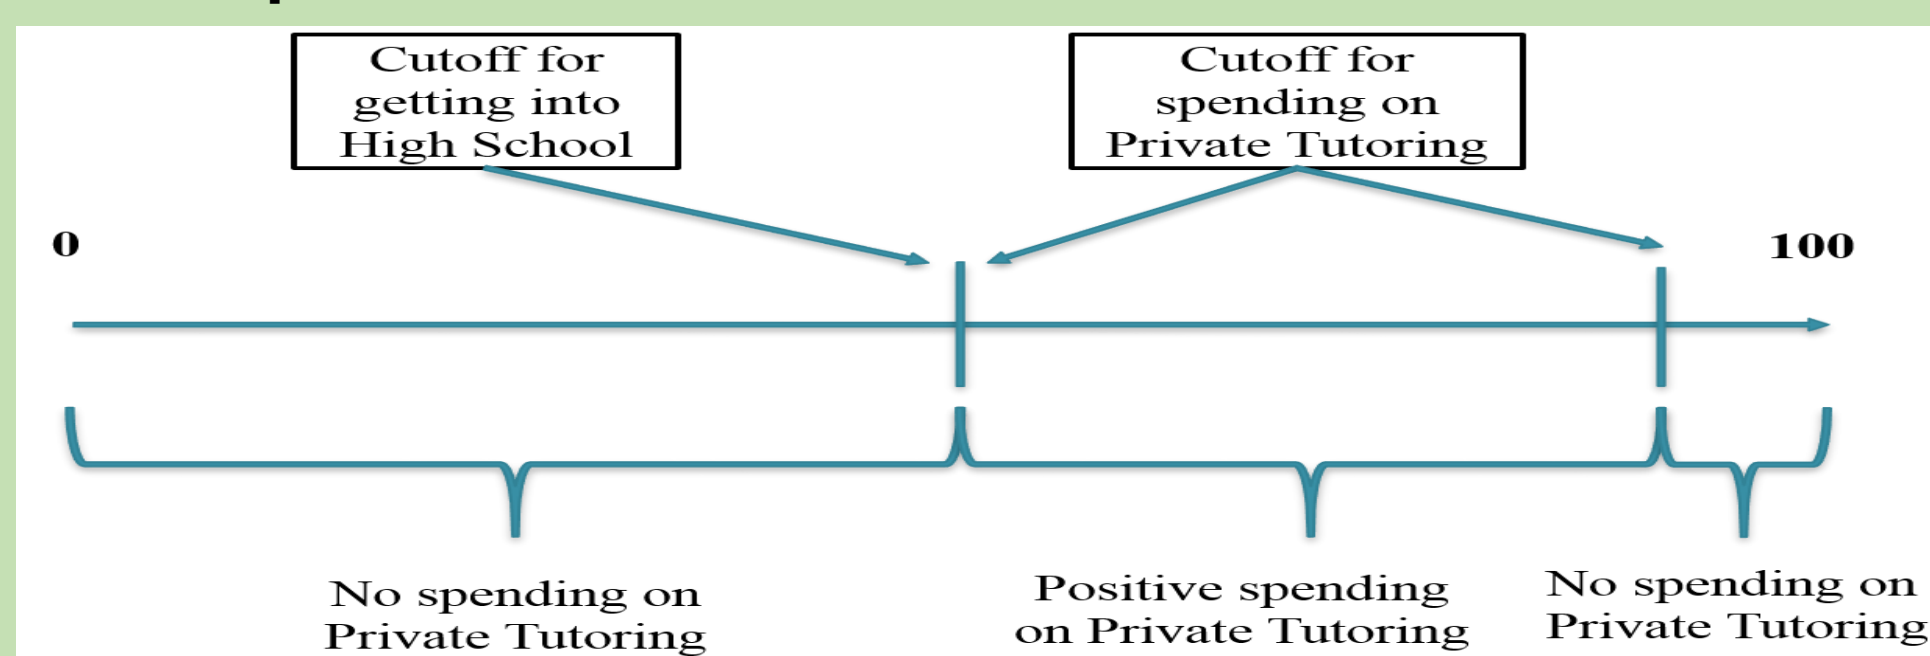 Cutoff for
getting into
High School
Cutoff for
spending on
Private Tutoring
0
100
No spending on
Private Tutoring
Positive spending
on Private Tutoring
No spending on
Private Tutoring